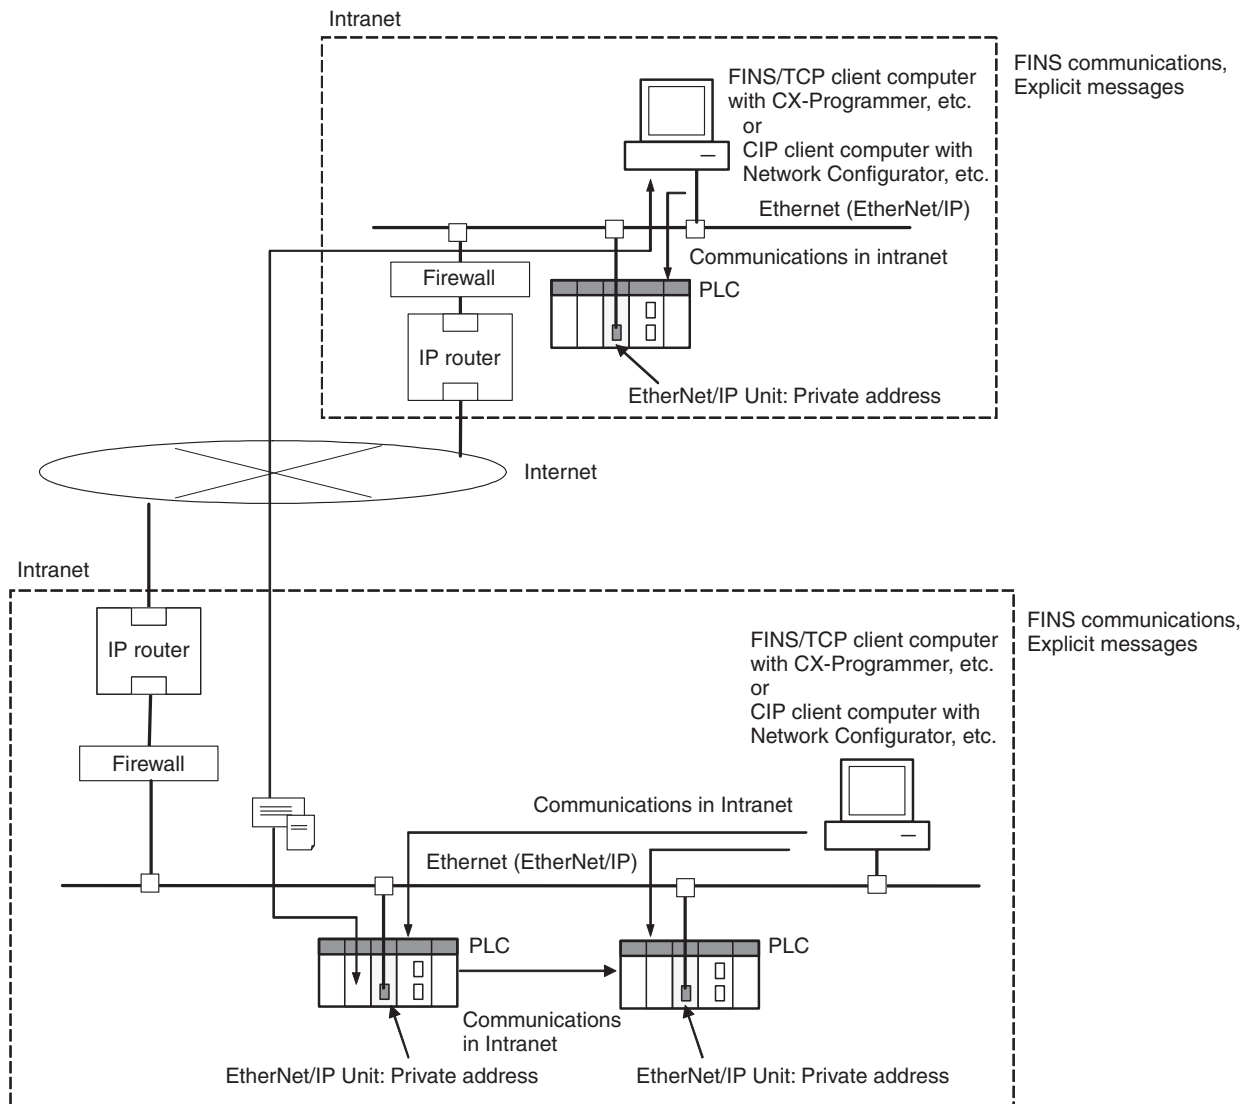 Intranet
FINS communications,
Explicit messages
FINS/TCP client computer
with CX-Programmer, etc.
or
CIP client computer with
Network Configurator, etc.
Ethernet (EtherNet/IP)
Communications in intranet
Firewall
PLC
IP router
EtherNet/IP Unit: Private address
Internet
Intranet
FINS communications,
Explicit messages
IP router
FINS/TCP client computer
with CX-Programmer, etc.
or
CIP client computer with
Network Configurator, etc.
Firewall
Communications in Intranet
Ethernet (EtherNet/IP)
PLC
PLC
Communications
in Intranet
EtherNet/IP Unit: Private address
EtherNet/IP Unit: Private address